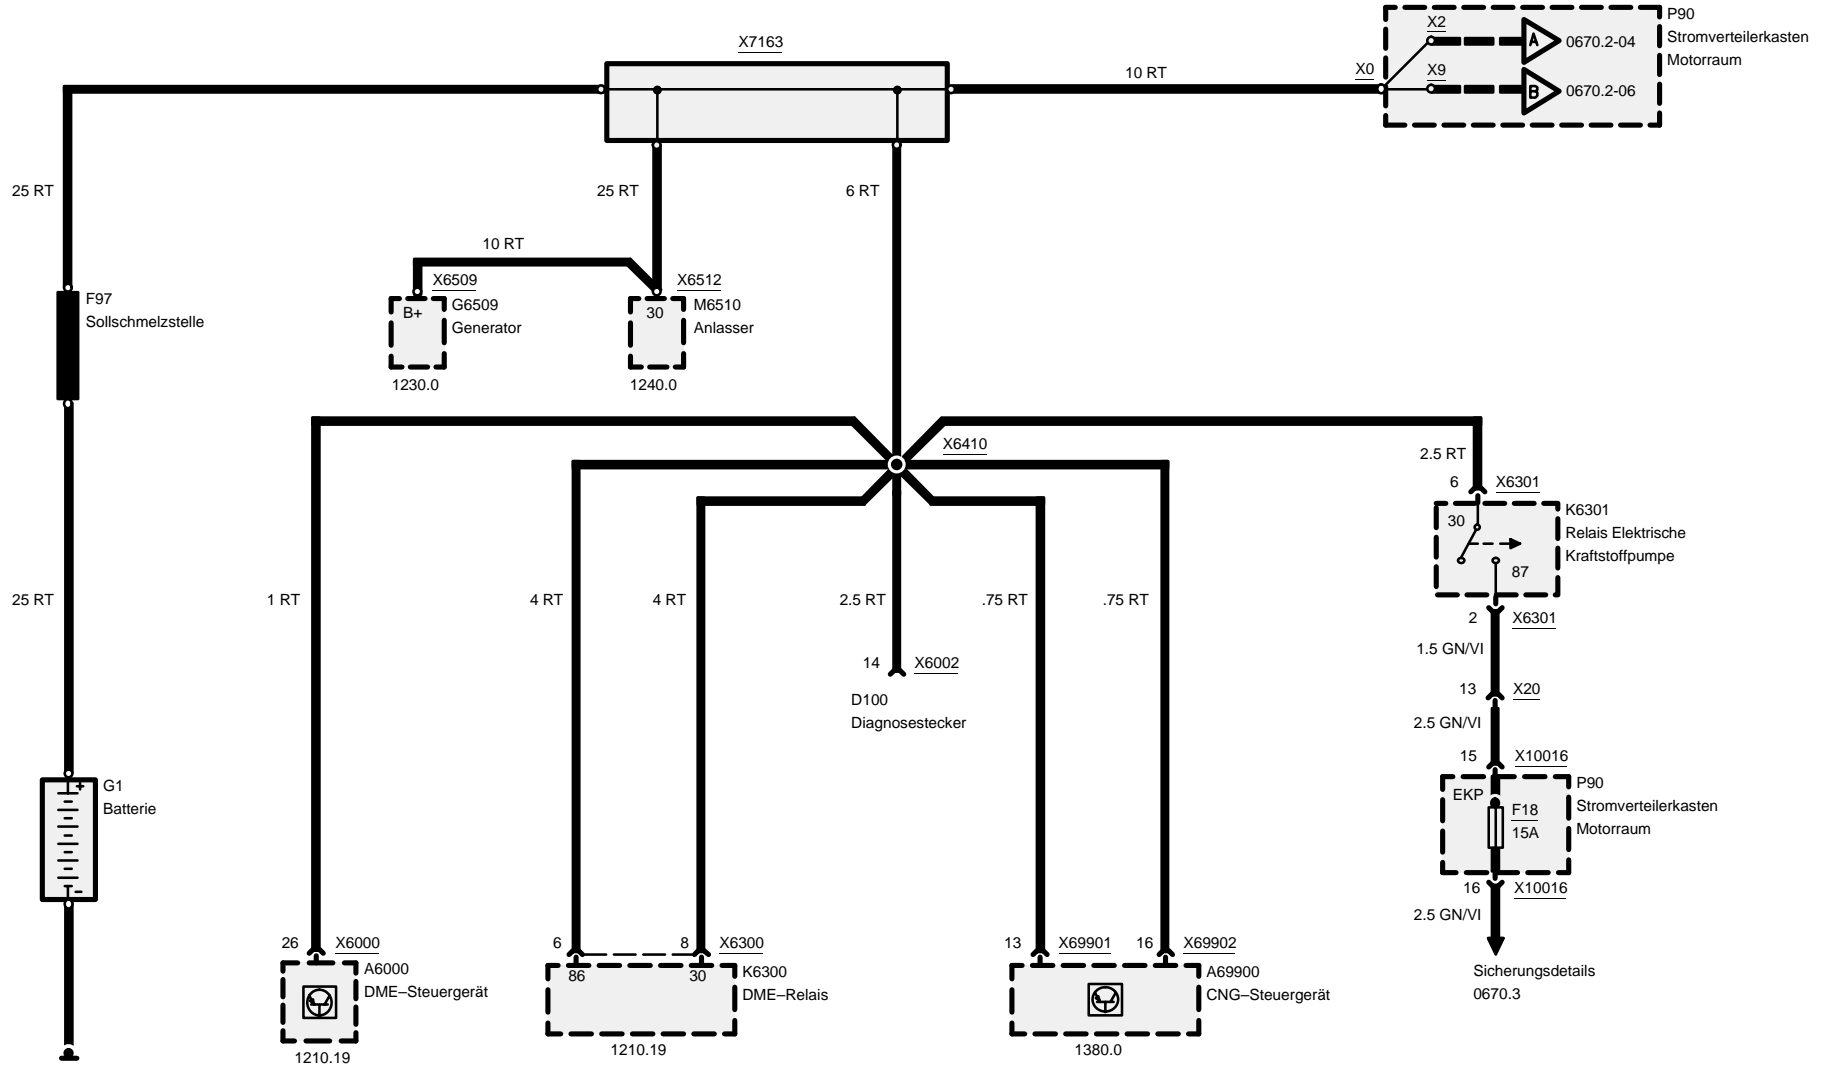 X7163
P90
Stromverteilerkasten
Motorraum
X2
A
0670.2-04
X0
X9
B
0670.2-06
10 RT
25 RT
25 RT
6 RT
10 RT
X6509
B+
G6509
Generator
1230.0
X6512
30
M6510
Anlasser
1240.0
F97
Sollschmelzstelle
X6410
2.5 RT
6
X6301
30
87
K6301
Relais Elektrische
Kraftstoffpumpe
2
X6301
1.5 GN/VI
13
X20
2.5 GN/VI
15
X10016
EKP
F18
15A
P90
Stromverteilerkasten
Motorraum
16
X10016
2.5 GN/VI
Sicherungsdetails
0670.3
25 RT
1 RT
4 RT
4 RT
2.5 RT
.75 RT
.75 RT
14
X6002
D100
Diagnosestecker
+
-
G1
Batterie
26
X6000
A6000
DME–Steuergerät
1210.19
6
8
X6300
86
30
K6300
DME–Relais
1210.19
13
X69901
16
X69902
A69900
CNG–Steuergerät
1380.0